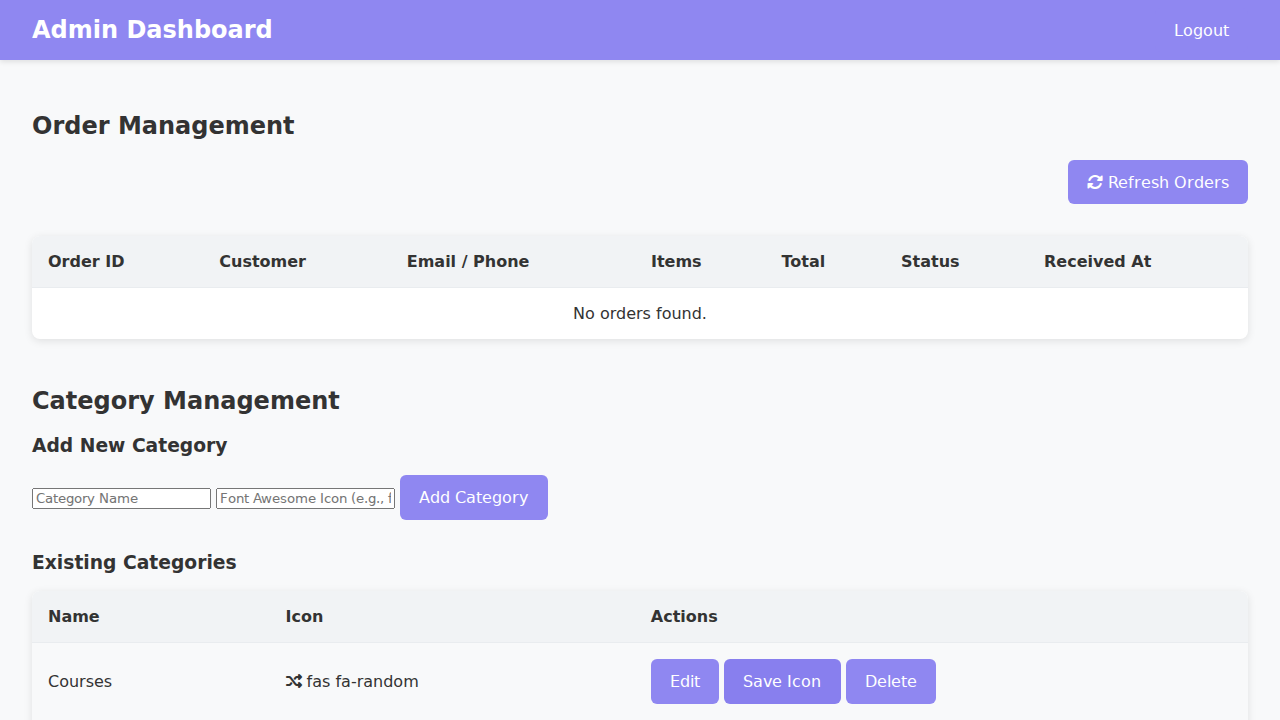 Admin Dashboard
Logout
Order Management
Refresh Orders
Order ID Customer Email / Phone Items Total Status Received At
No orders found.
Category Management
Add New Category
Category Name Font Awesome Icon (e.g., f Add Category
Existing Categories
Name Icon Actions
Courses fas fa-random Edit Save Icon Delete